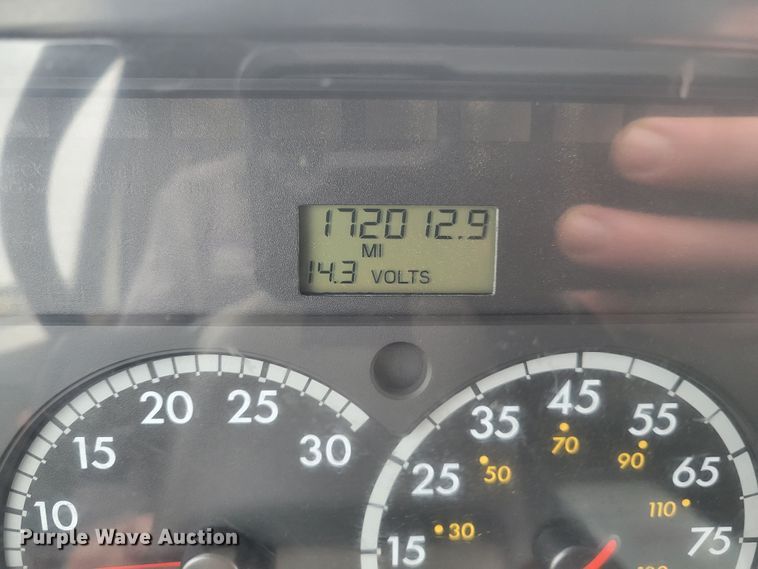 172012.9
MI
14.3 VOLTS
10 15 20 25 30
15 25 35 45 55 65 75
30 50 70 90 110
Purple Wave Auction